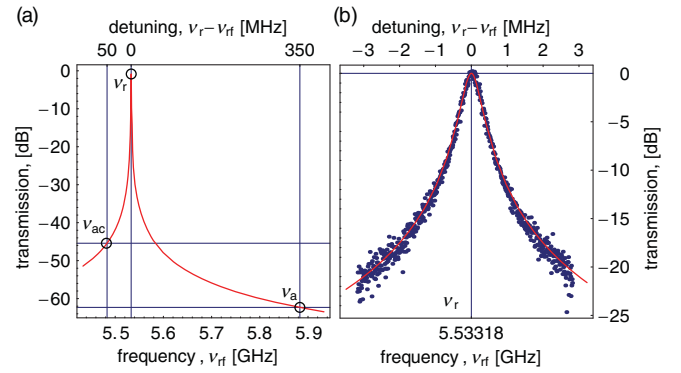 (a)
detuning, νr−νrf [MHz]
50 0 350
0
−10
−20
−30
−40
−50
−60
transmission, [dB]
νr
νac
νa
5.5 5.6 5.7 5.8 5.9
frequency , νrf [GHz]
(b)
detuning, νr−νrf [MHz]
−3 −2 −1 0 1 2 3
0
−5
−10
−15
−20
−25
transmission, [dB]
νr
5.53318
frequency , νrf [GHz]